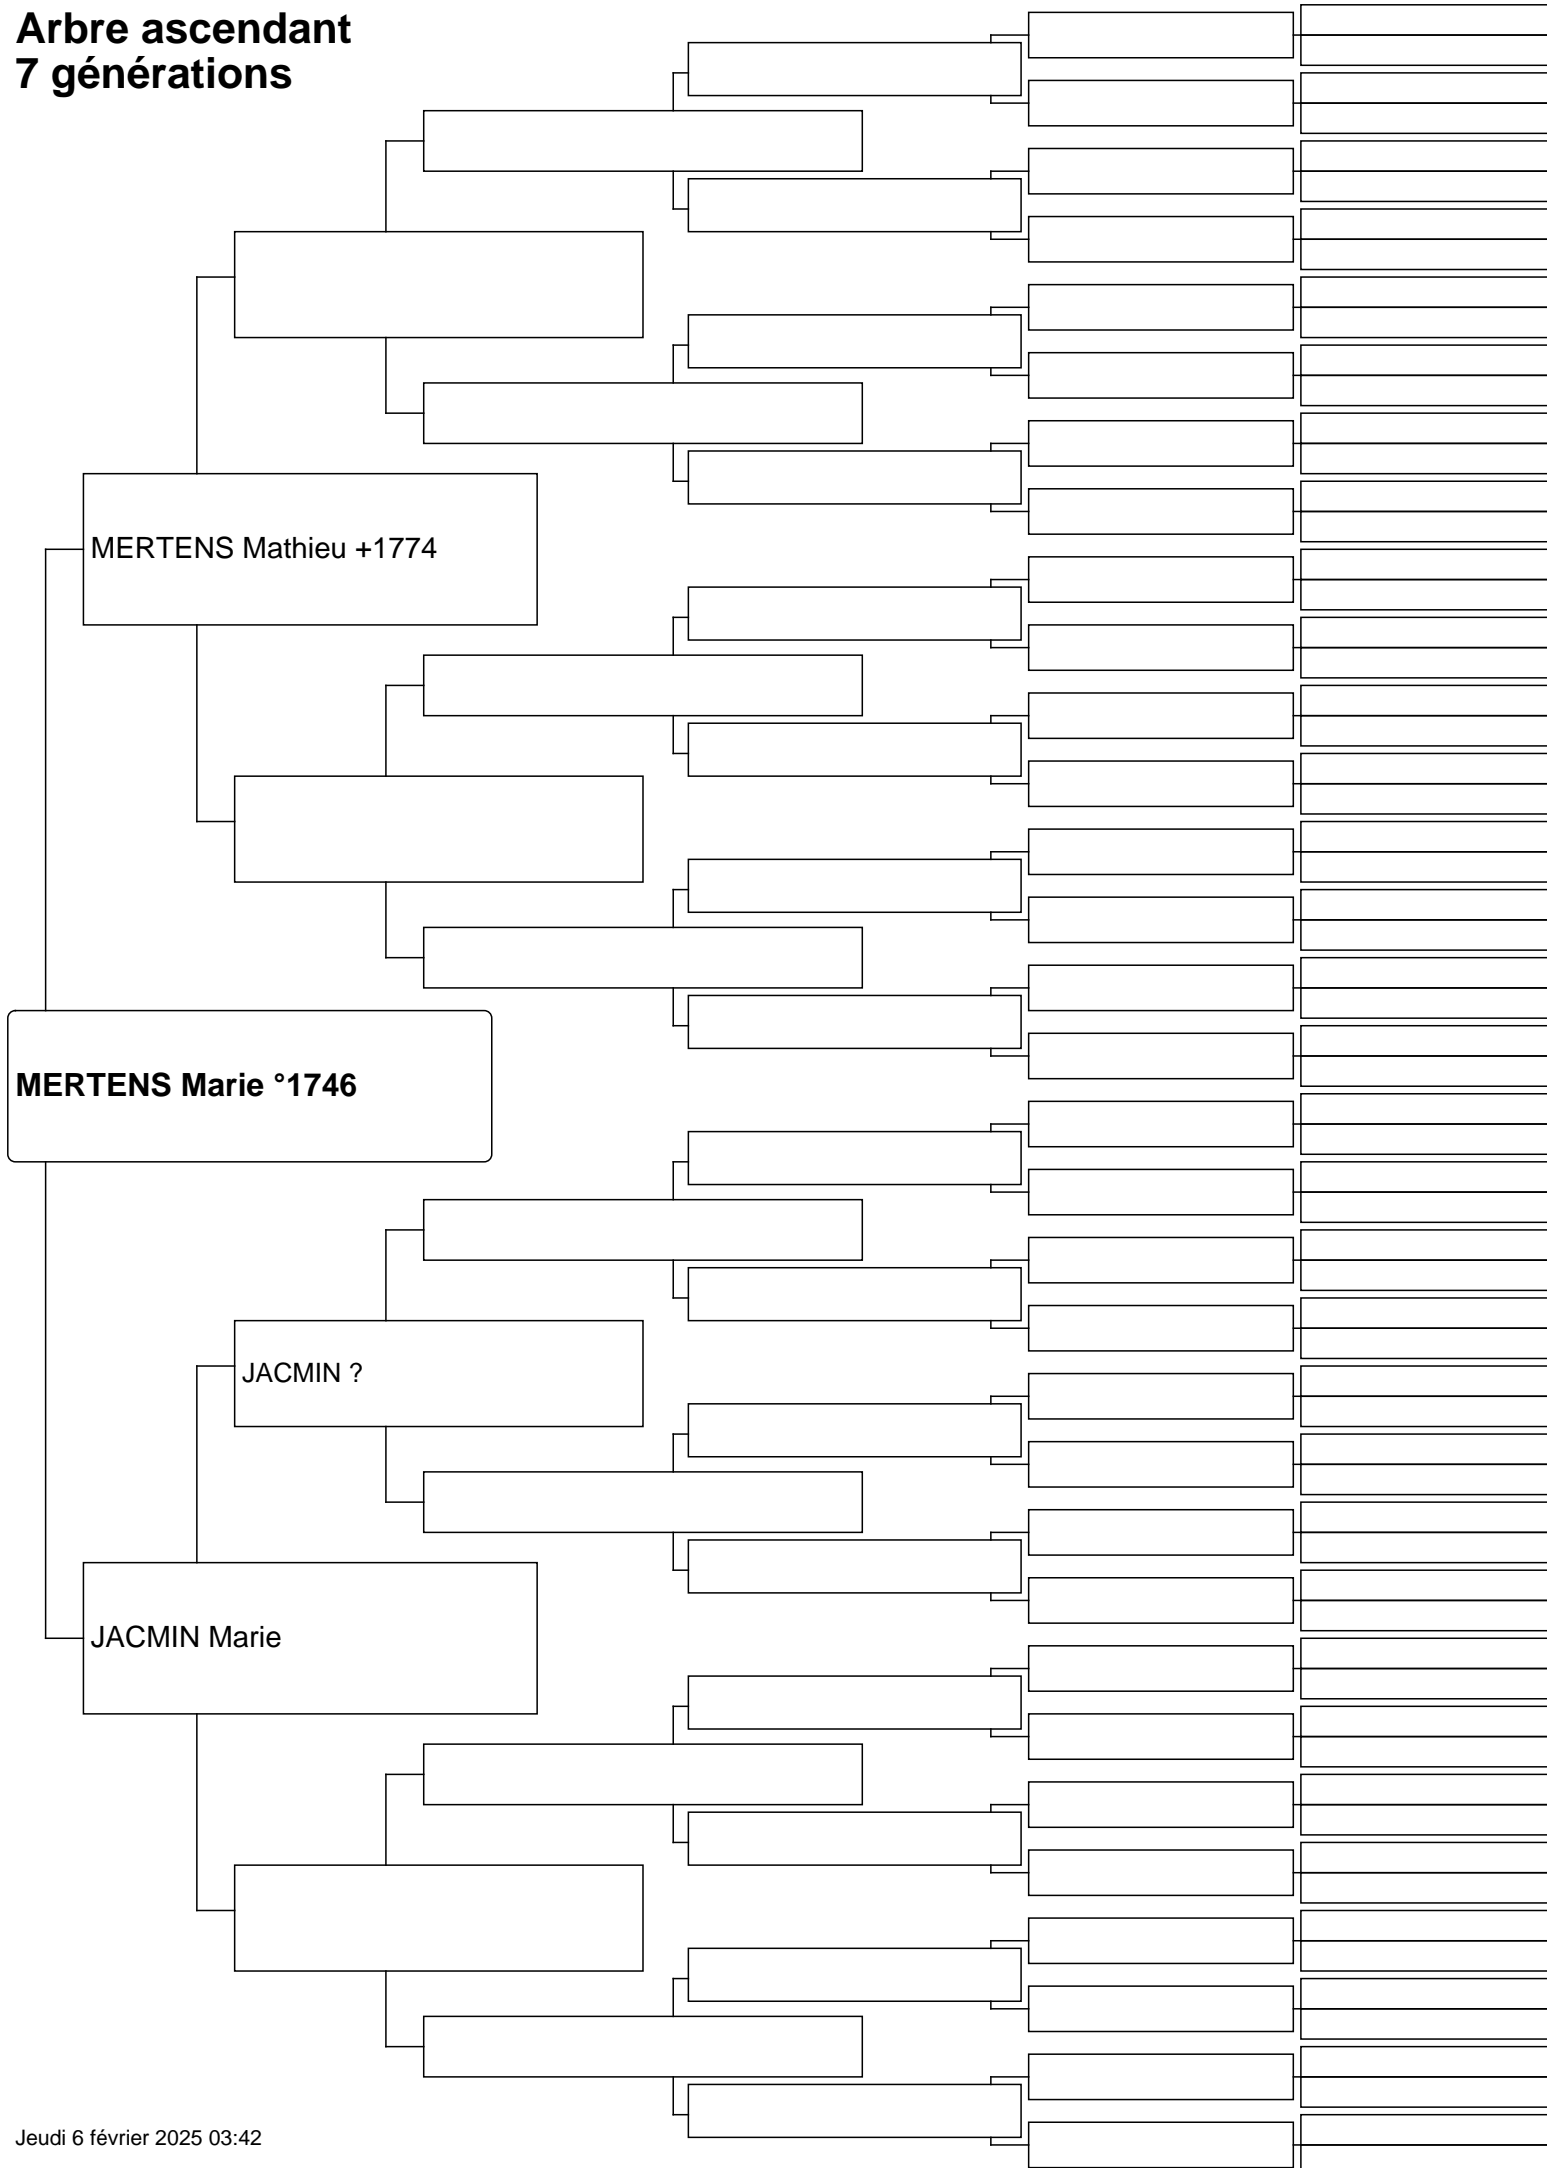 Arbre ascendant
7 générations
MERTENS Mathieu +1774
MERTENS Marie °1746
JACMIN ?
JACMIN Marie
Jeudi 6 février 2025 03:42